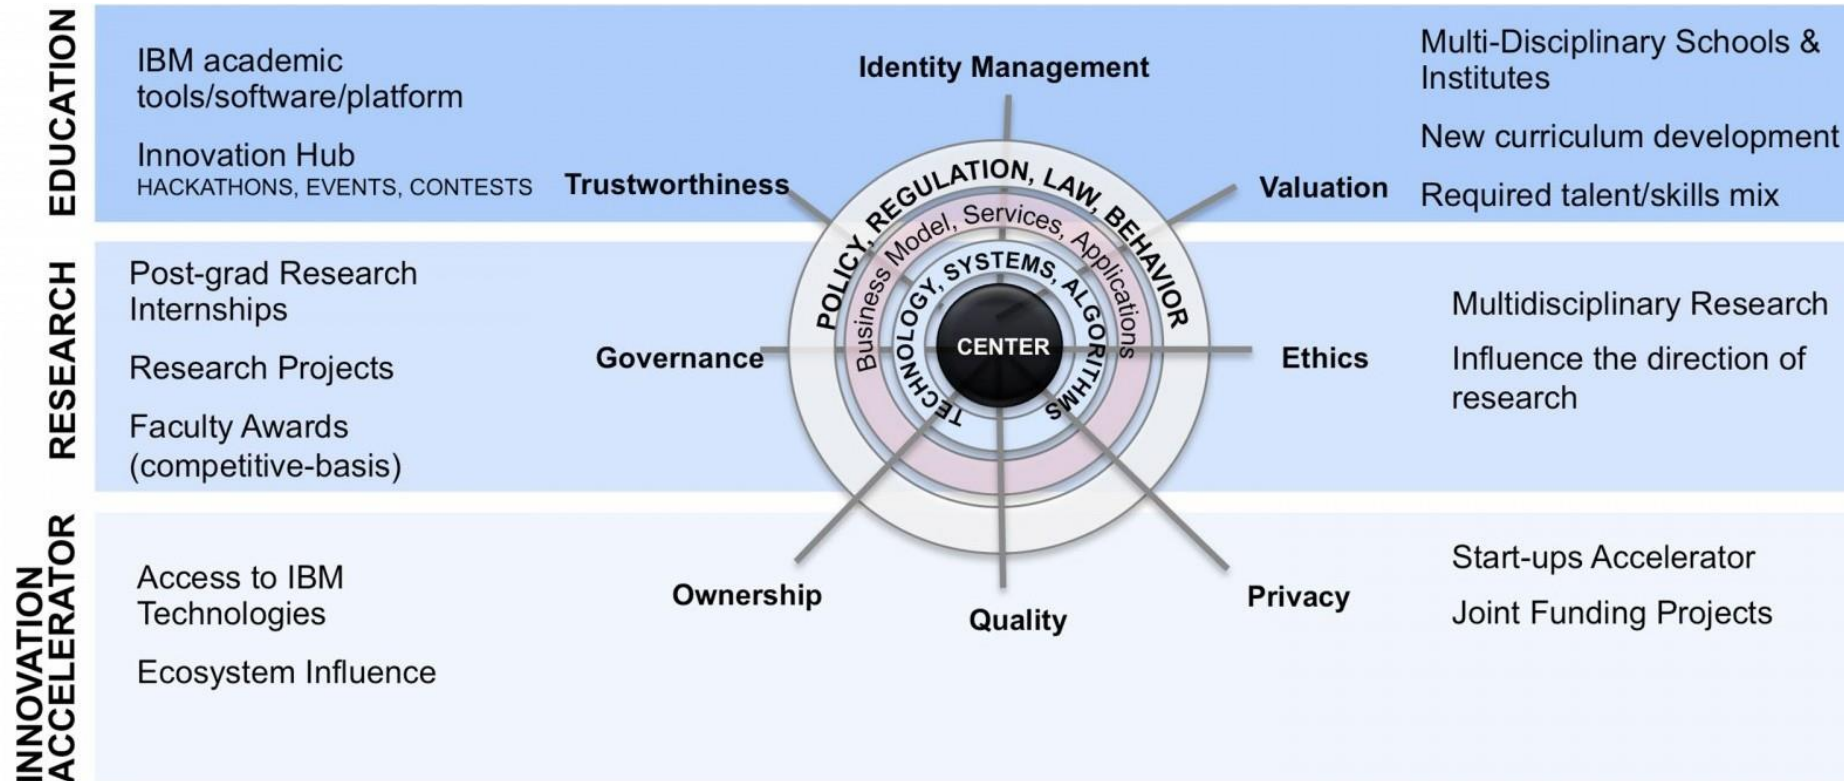 EDUCATION
IBM academic
tools/software/platform
Innovation Hub
HACKATHONS, EVENTS, CONTESTS
Identity Management
Trustworthiness
Valuation
Multi-Disciplinary Schools &
Institutes
New curriculum development
Required talent/skills mix
POLICY, REGULATION, LAW, BEHAVIOR
Business Model, Services, Applications
TECHNOLOGY, SYSTEMS, ALGORITHMS
CENTER
RESEARCH
Post-grad Research
Internships
Research Projects
Faculty Awards
(competitive-basis)
Governance
Ethics
Multidisciplinary Research
Influence the direction of
research
INNOVATION
ACCELERATOR
Access to IBM
Technologies
Ecosystem Influence
Ownership
Quality
Privacy
Start-ups Accelerator
Joint Funding Projects